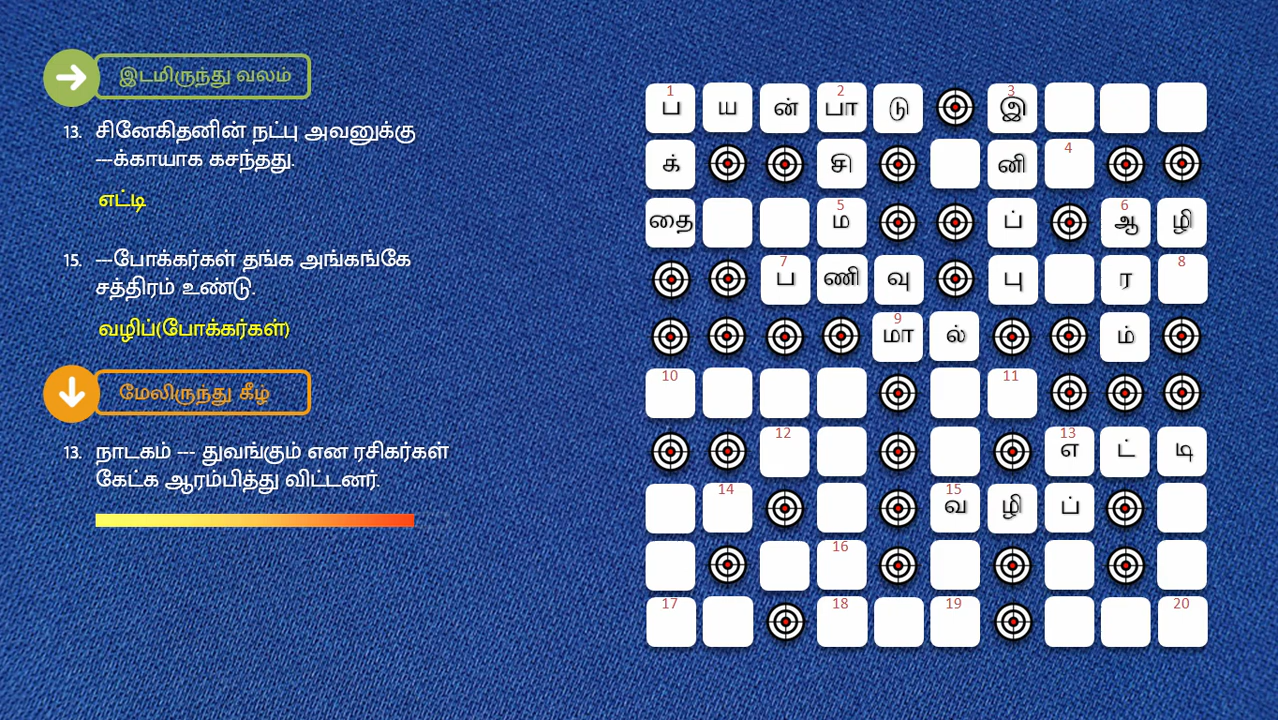 இடமிருந்து வலம்
13. சினேகிதனின் நட்பு அவனுக்கு
---க்காயாக கசந்தது.
எட்டி
15. ---போக்கர்கள் தங்க அங்கங்கே
சத்திரம் உண்டு.
வழிப்(போக்கர்கள்)
மேலிருந்து கீழ்
13. நாடகம் --- துவங்கும் என ரசிகர்கள்
கேட்க ஆரம்பித்து விட்டனர்.
1 2 3
ப ய ன் பா டு இ
4
க் சி னி
5 6
தை ம ப் ஆ ழி
7 8
ப ணி வு பு ர
9
மா ல் ம்
10 11
12 13
எ ட் டி
14 15
வ ழி ப்
16
17 18 19 20